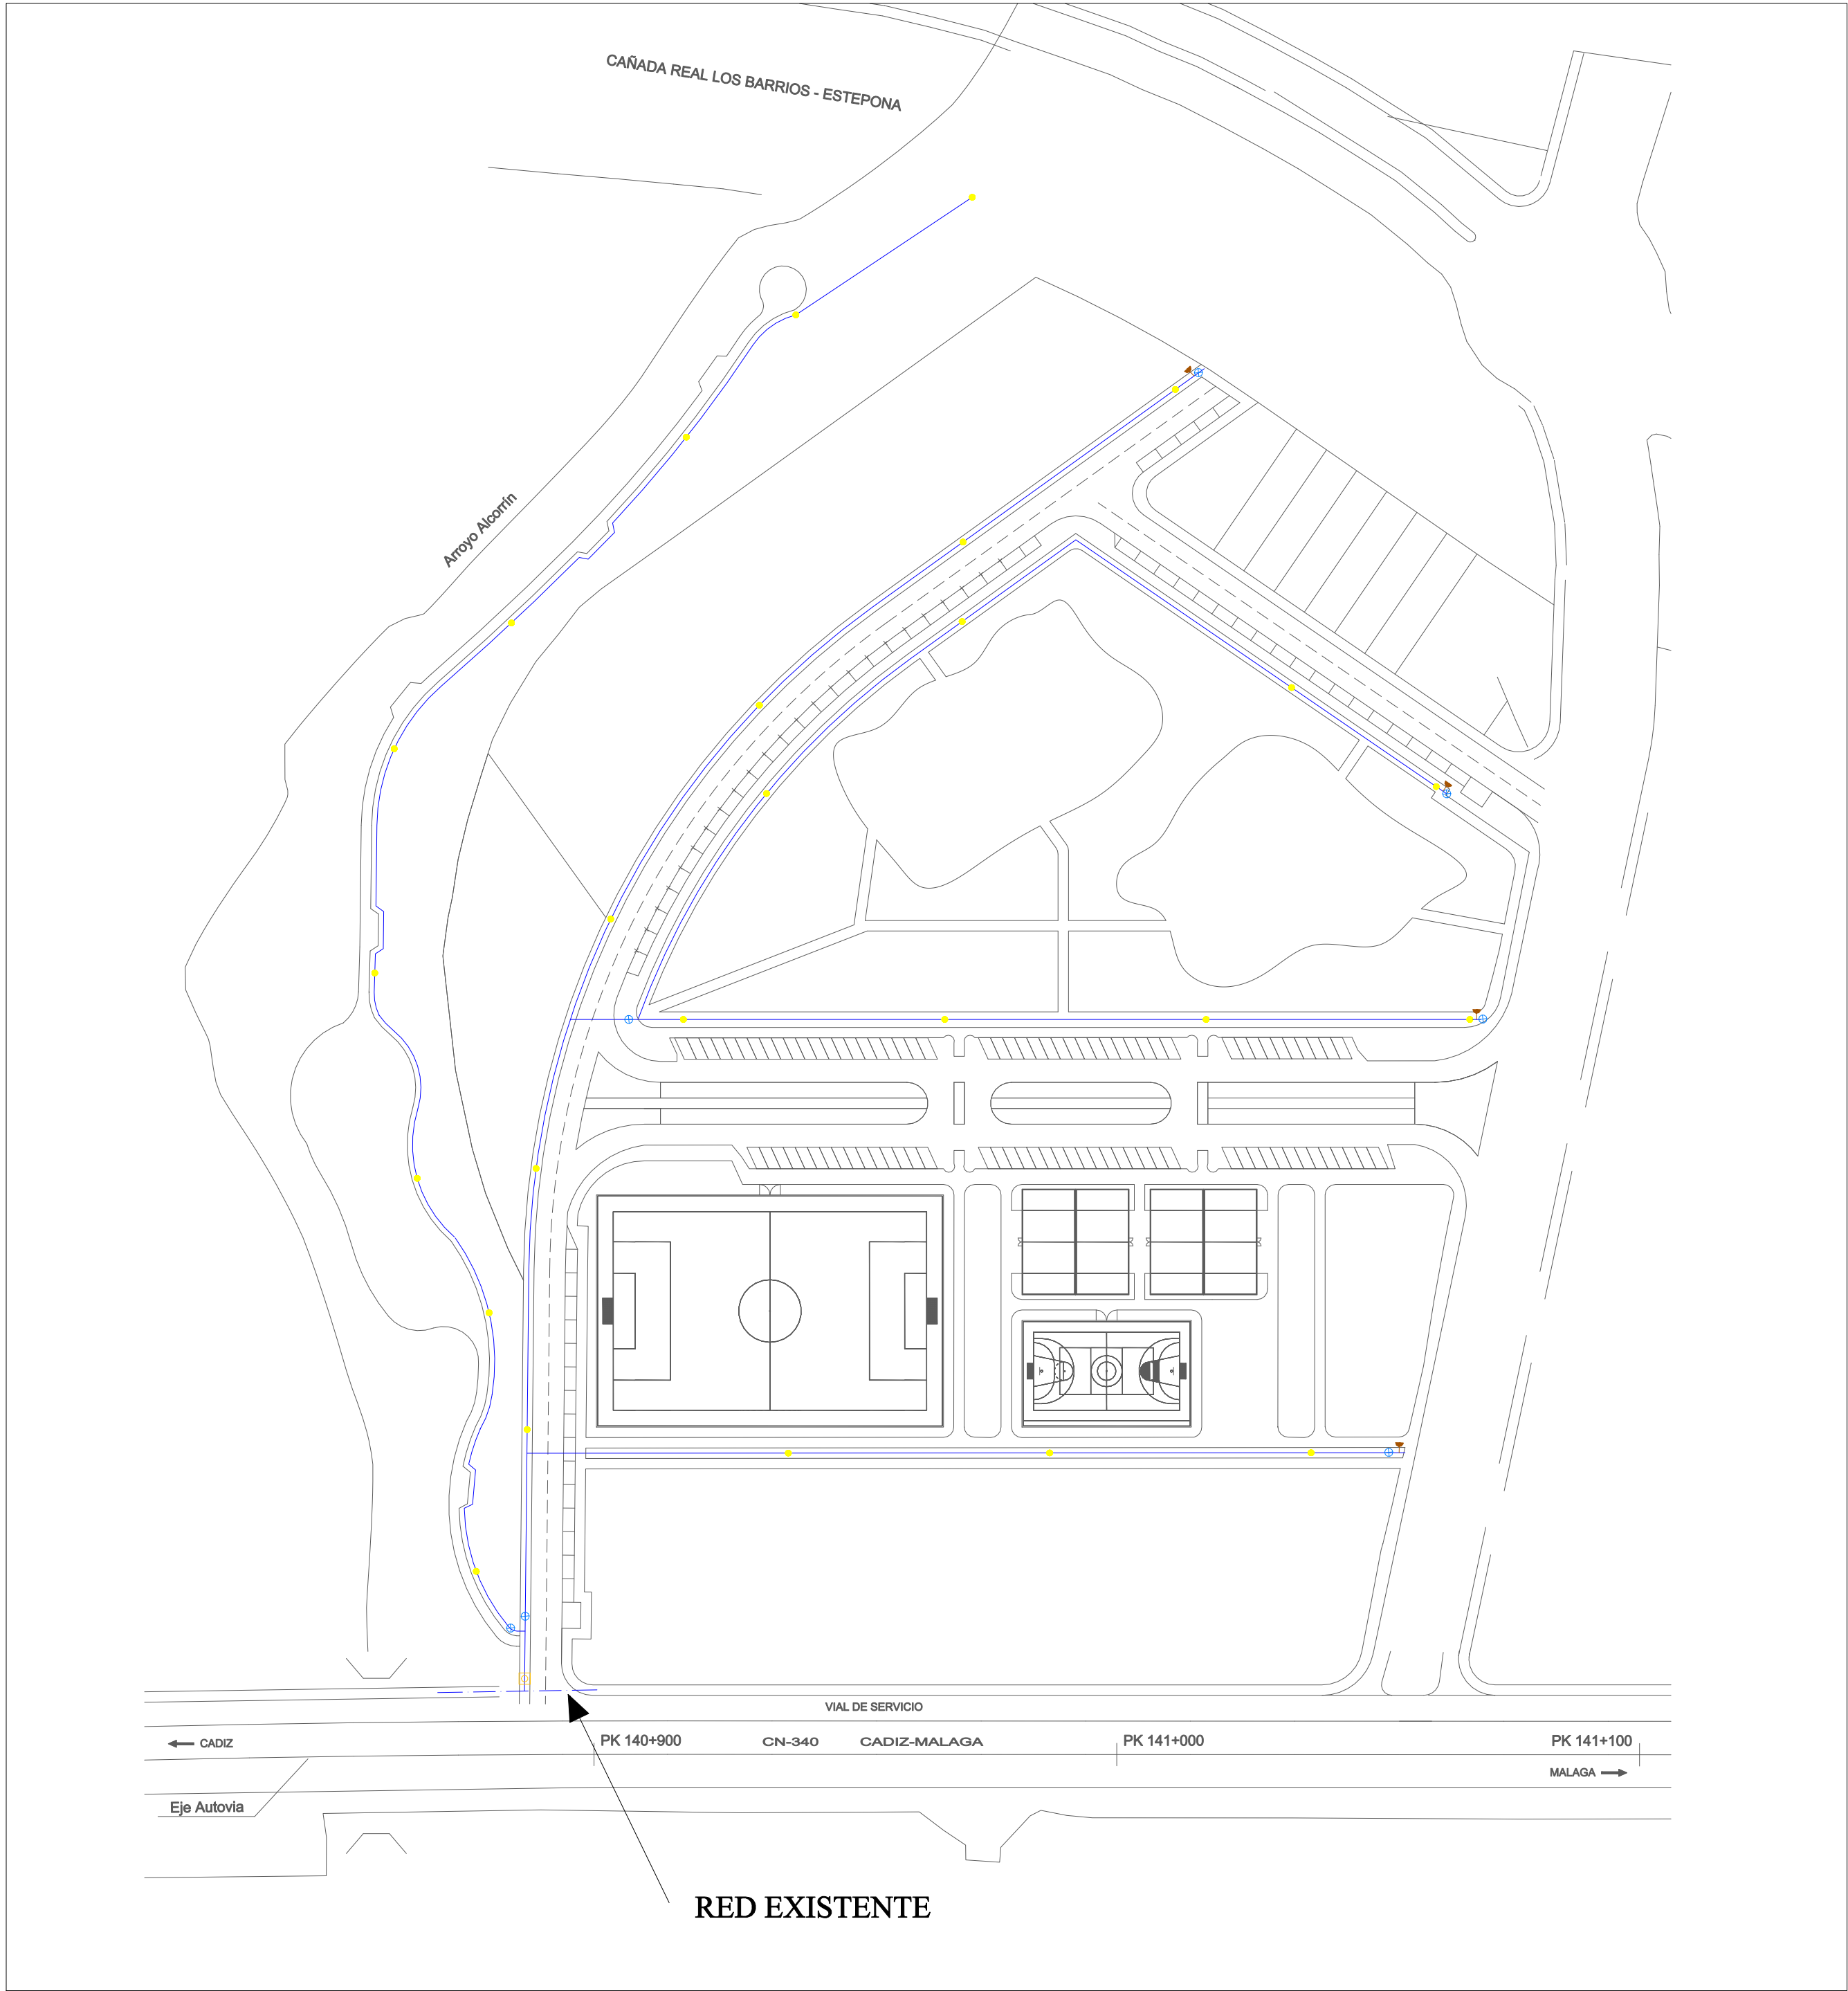 CAÑADA REAL LOS BARRIOS - ESTEPONA
Arroyo Alcorrín
VIAL DE SERVICIO
CADIZ
PK 140+900
CN-340
CADIZ-MALAGA
PK 141+000
PK 141+100
MALAGA
Eje Autovia
RED EXISTENTE